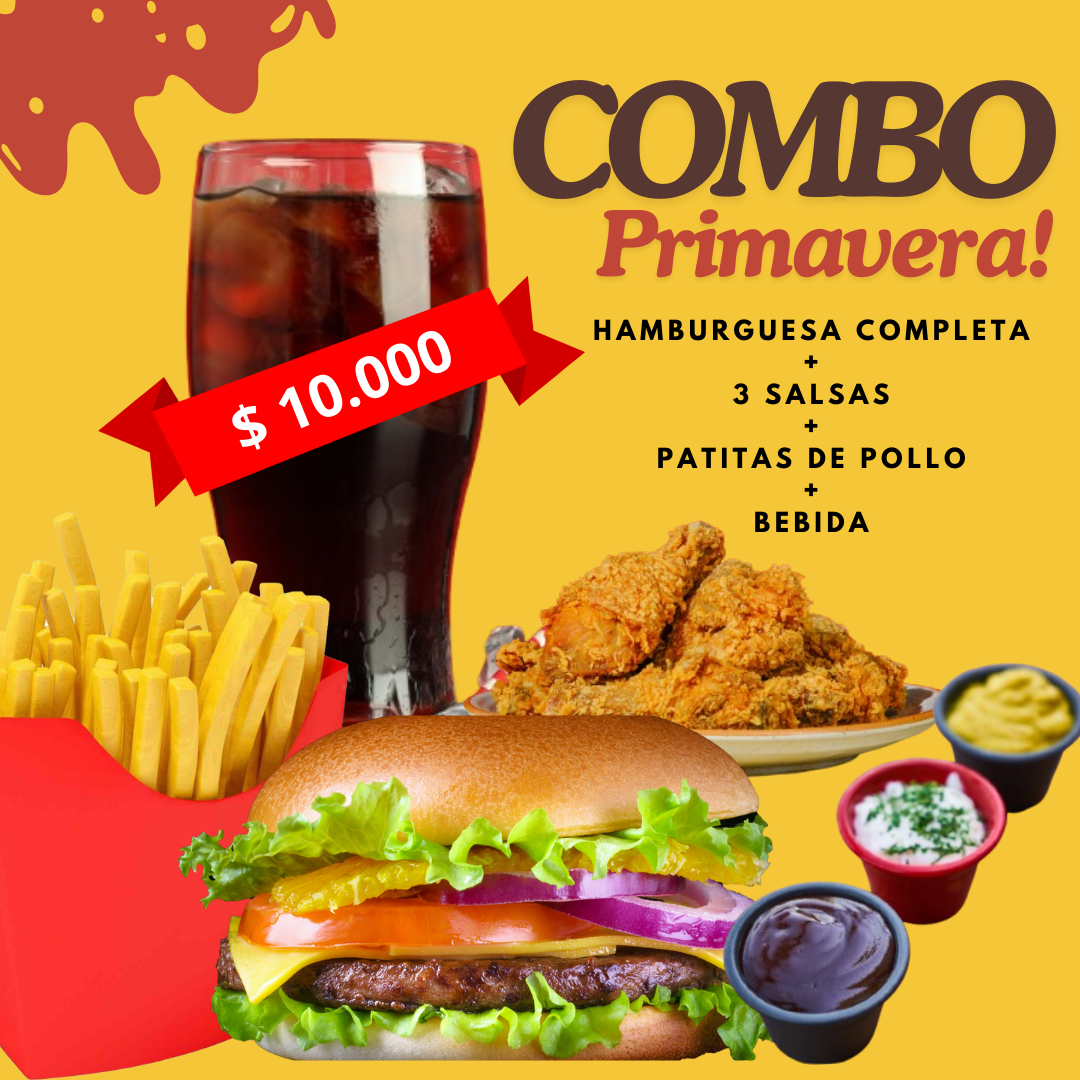 COMBO
Primavera!
$ 10.000
HAMBURGUESA COMPLETA
+
3 SALSAS
+
PATITAS DE POLLO
+
BEBIDA